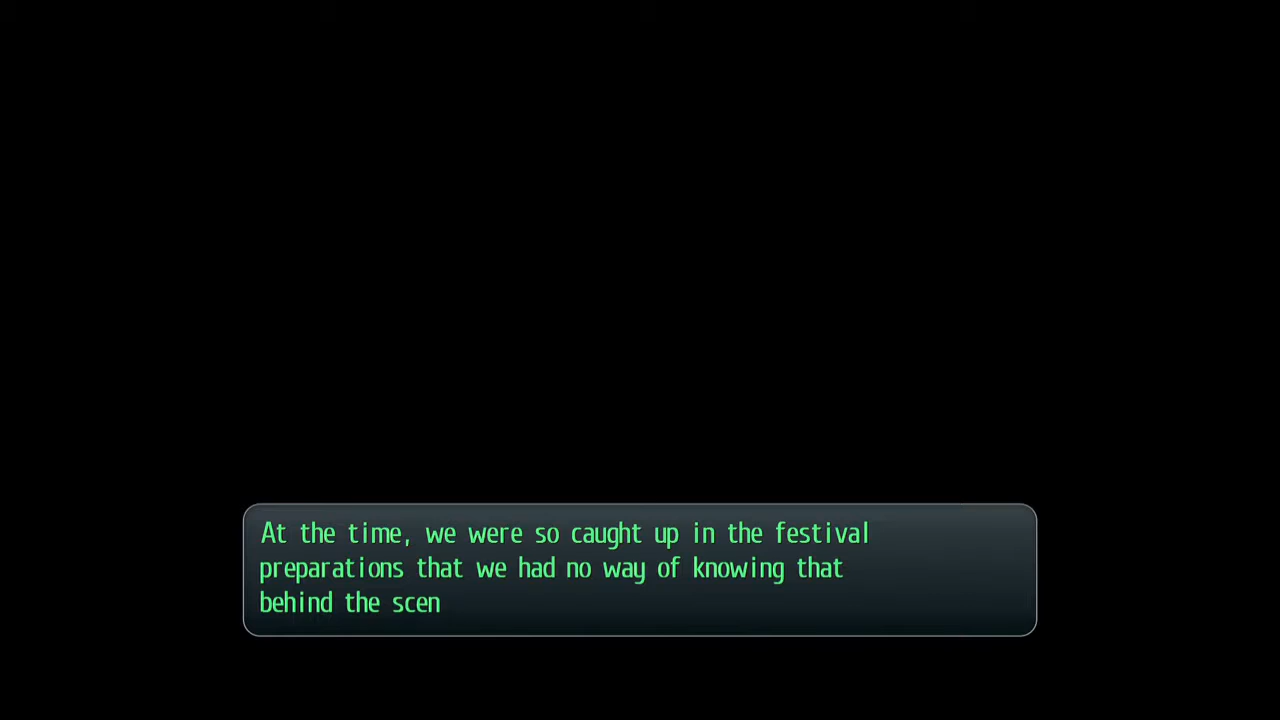 At the time, we were so caught up in the festival
preparations that we had no way of knowing that
behind the scen